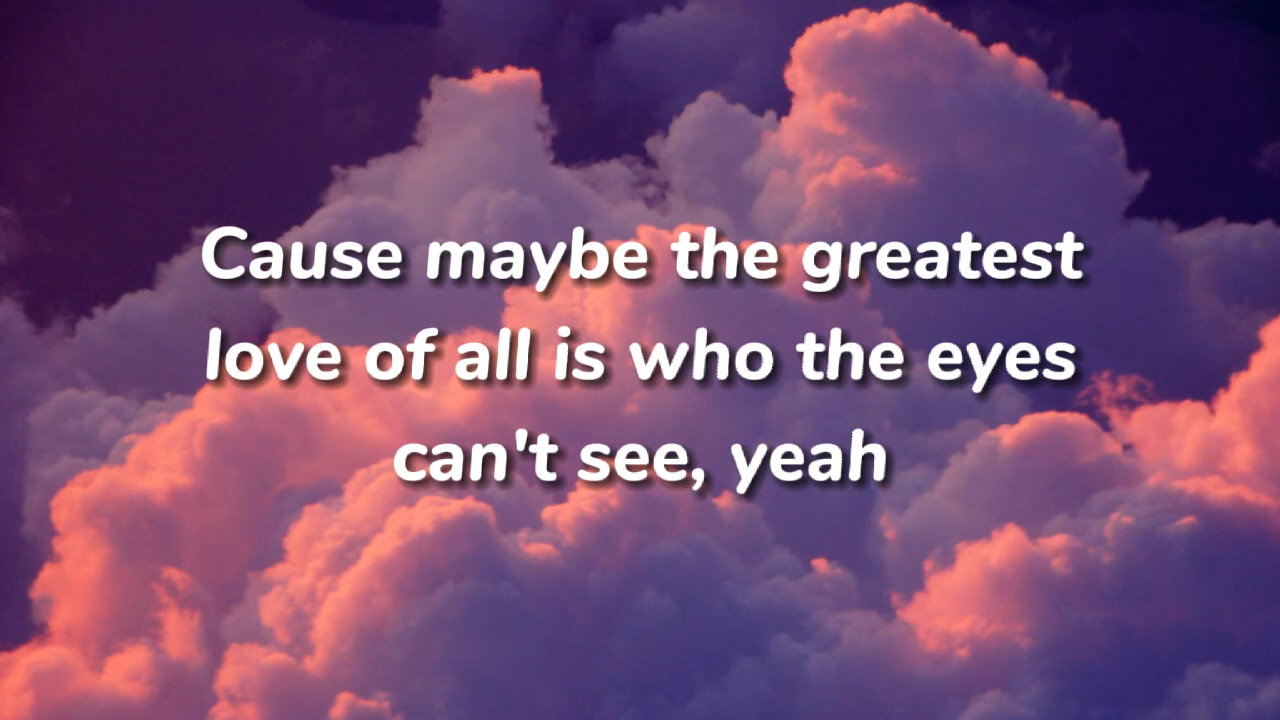 Cause maybe the greatest
love of all is who the eyes
can't see, yeah